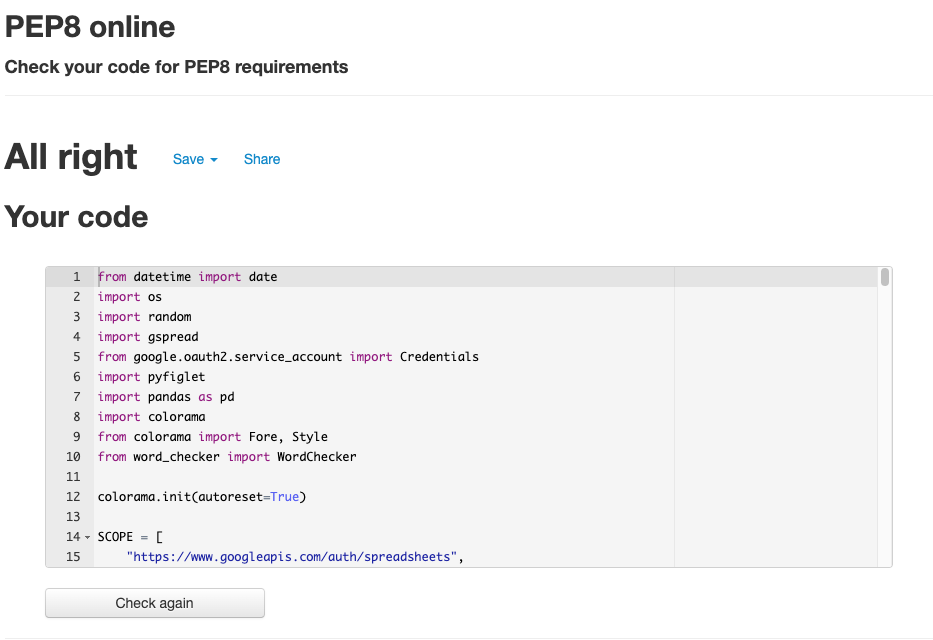 PEP8 online
Check your code for PEP8 requirements
All right Save Share
Your code
1 from datetime import date
2 import os
3 import random
4 import gspread
5 from google.oauth2.service_account import Credentials
6 import pyfiglet
7 import pandas as pd
8 import colorama
9 from colorama import Fore, Style
10 from word_checker import WordChecker
11
12 colorama.init(autoreset=True)
13
14 SCOPE = [
15     "https://www.googleapis.com/auth/spreadsheets",
Check again